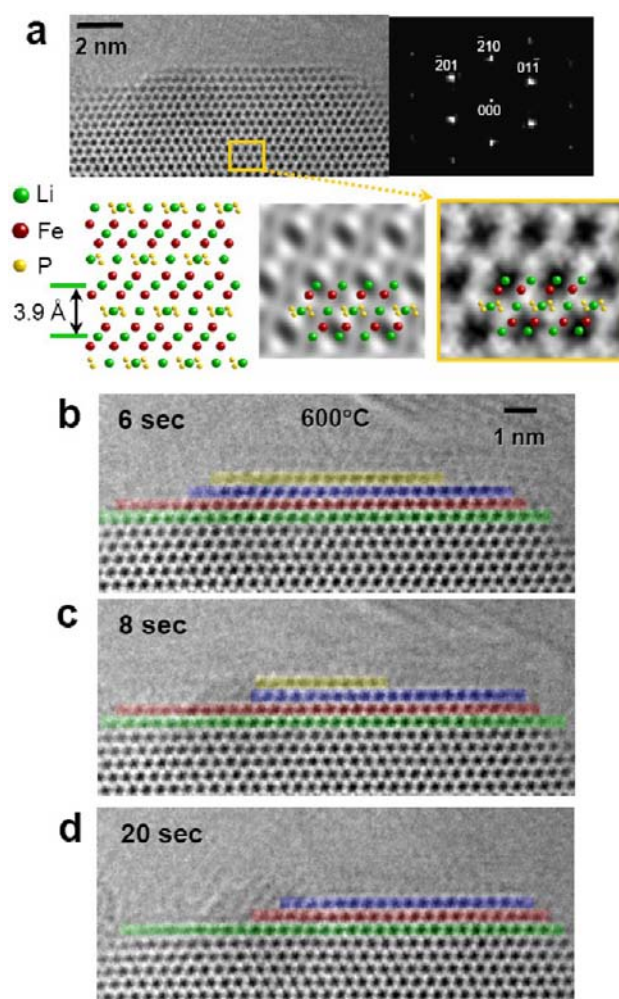 a
2 nm
2̄10
2̄01
011̄
000
Li
Fe
P
3.9 Å
b
6 sec
600°C
1 nm
c
8 sec
d
20 sec